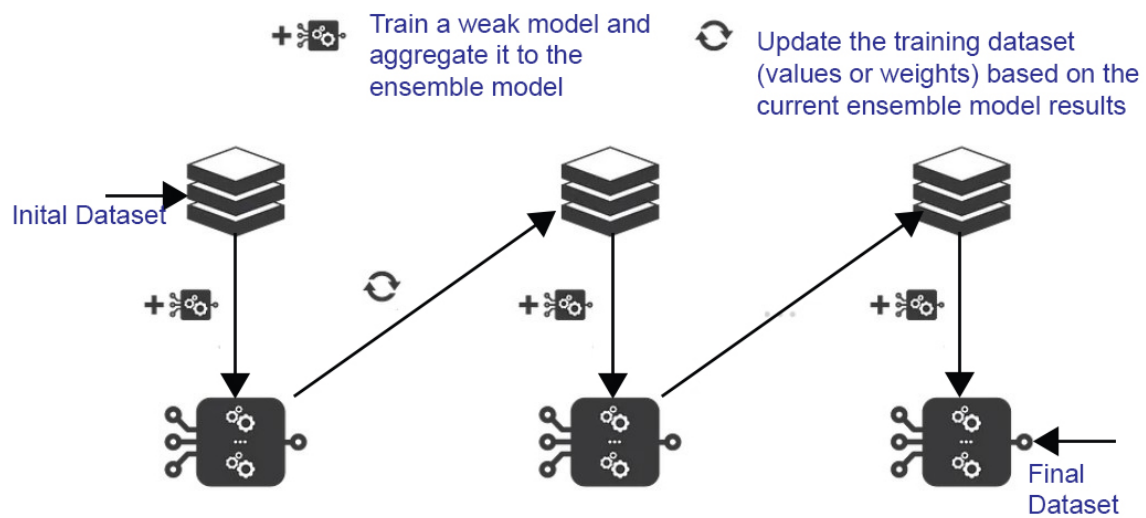 Train a weak model and
aggregate it to the
ensemble model
Update the training dataset
(values or weights) based on the
current ensemble model results
Inital Dataset
...
Final
Dataset